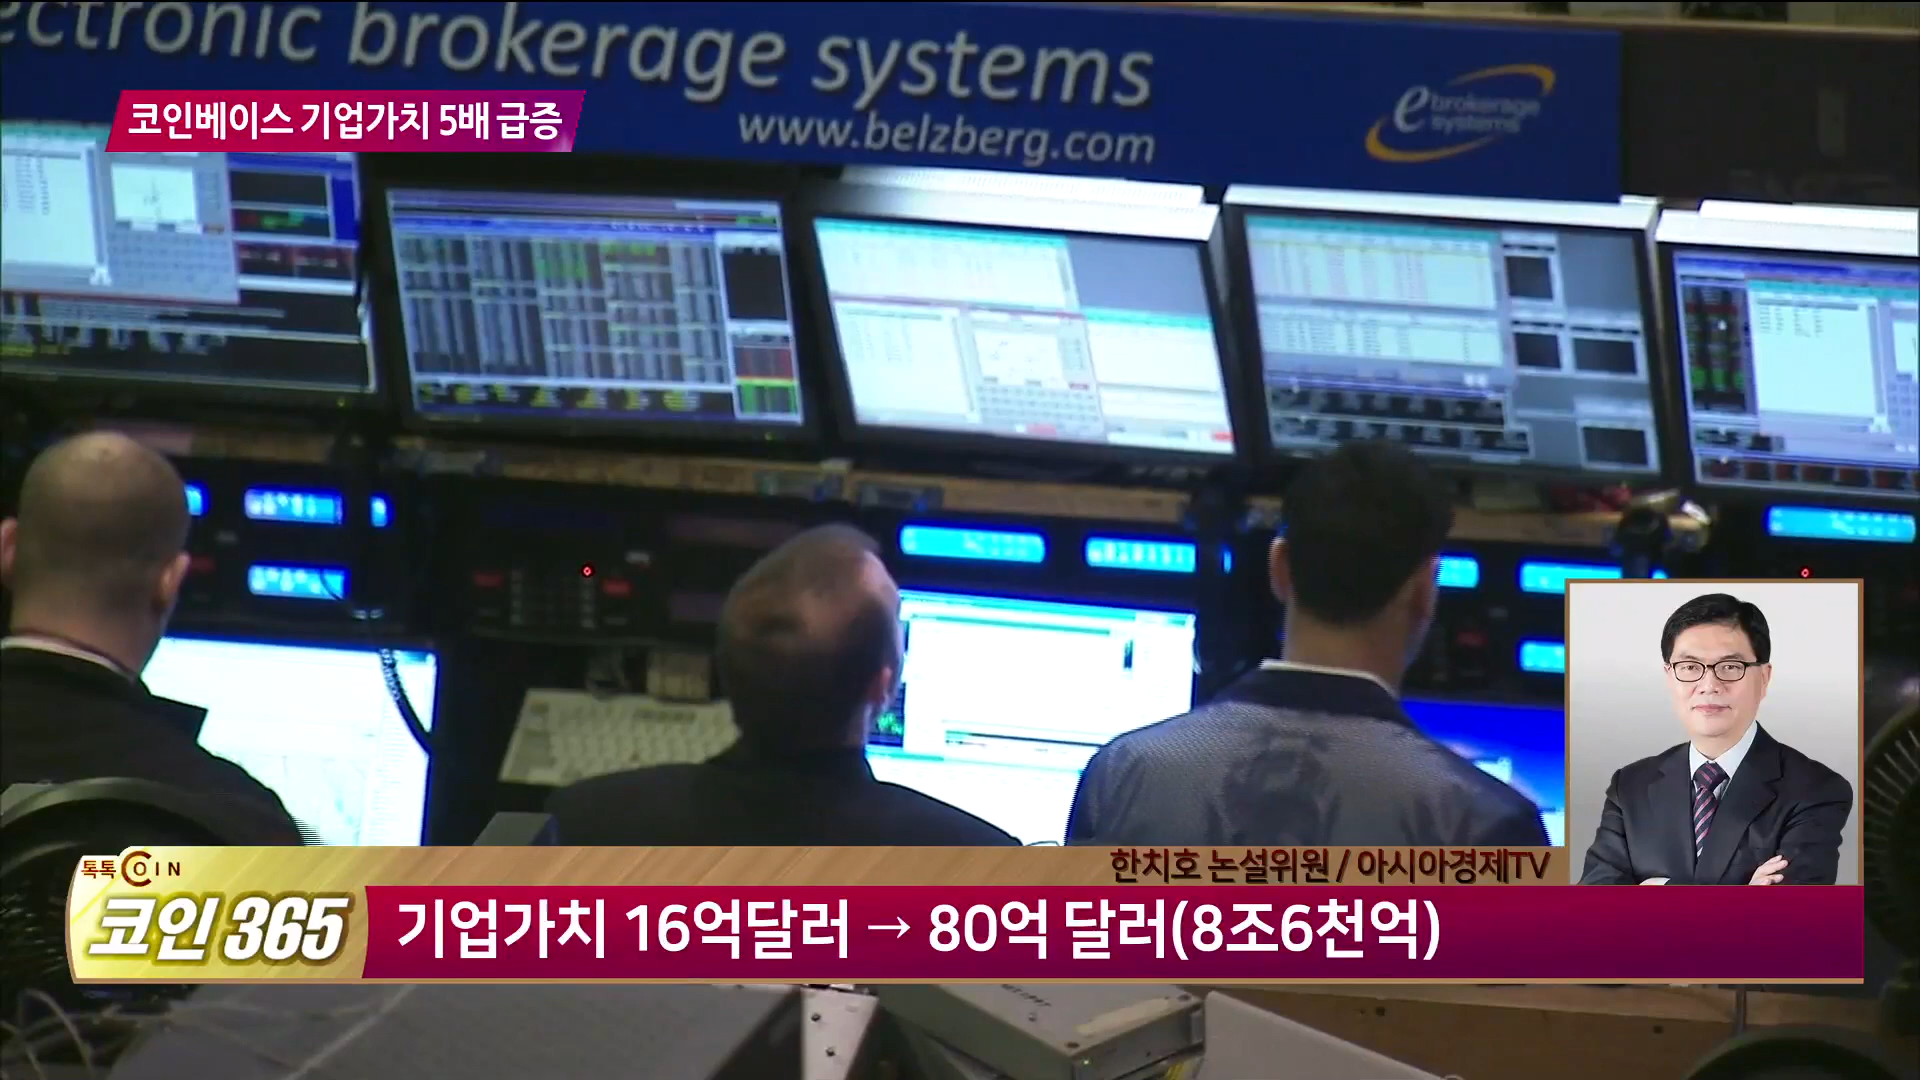 ectronic brokerage systems
www.belzberg.com
e brokerage
systems
코인베이스 기업가치 5배 급증
톡톡 COIN
코인 365
한치호 논설위원 / 아시아경제TV
기업가치 16억달러 → 80억 달러(8조6천억)